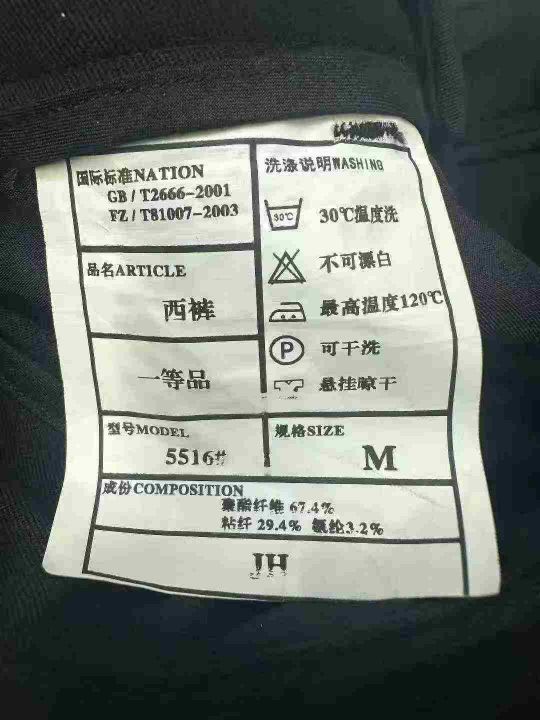 国际标准NATION
GB/T2666-2001
FZ/T81007-2003
品名ARTICLE
西裤
一等品
洗涤说明WASHING
30℃ 30℃温度洗
不可漂白
最高温度120℃
P 可干洗
悬挂晾干
型号MODEL
5516#
规格SIZE
M
成份COMPOSITION
聚酯纤维 67.4%
粘纤 29.4% 氨纶3.2%
JH